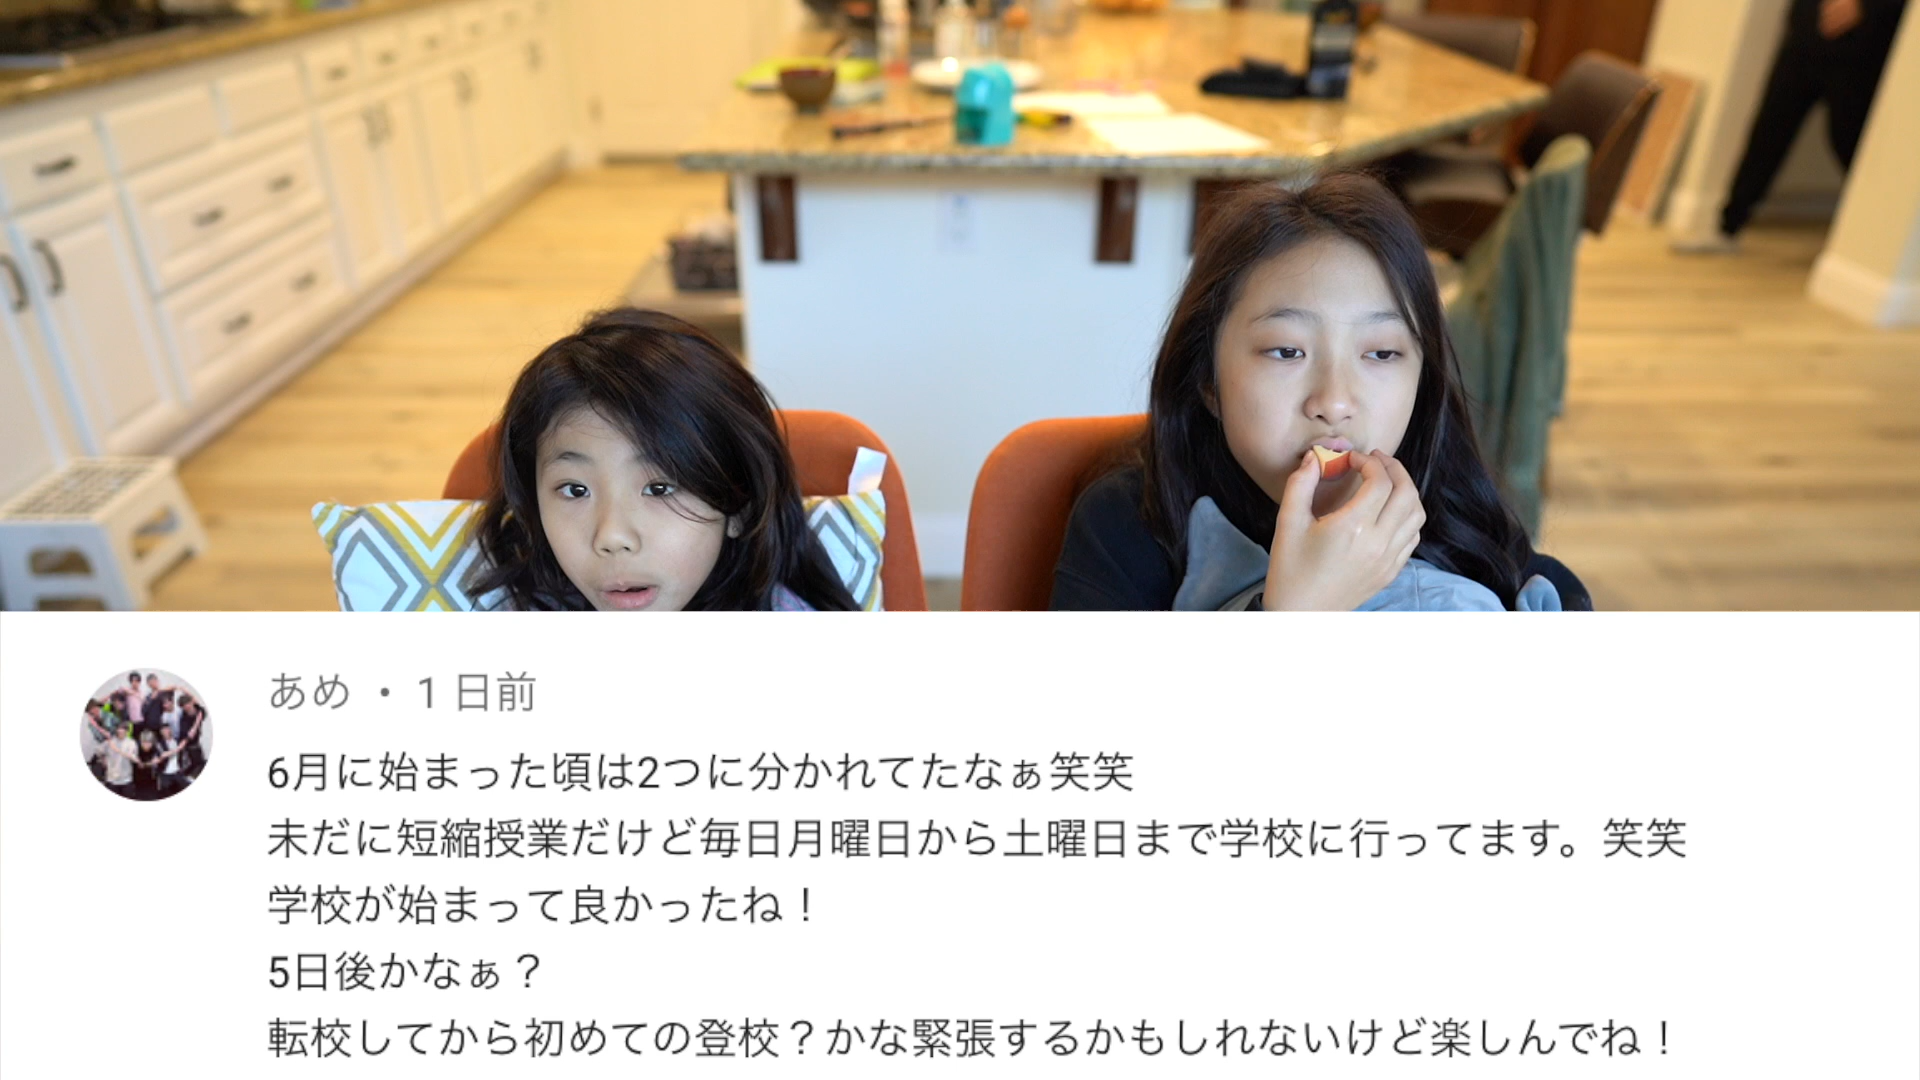 あめ • 1 日前
6月に始まった頃は2つに分かれてたなぁ笑笑
未だに短縮授業だけど毎日月曜日から土曜日まで学校に行ってます。笑笑
学校が始まって良かったね！
5日後かなぁ？
転校してから初めての登校？かな緊張するかもしれないけど楽しんでね！